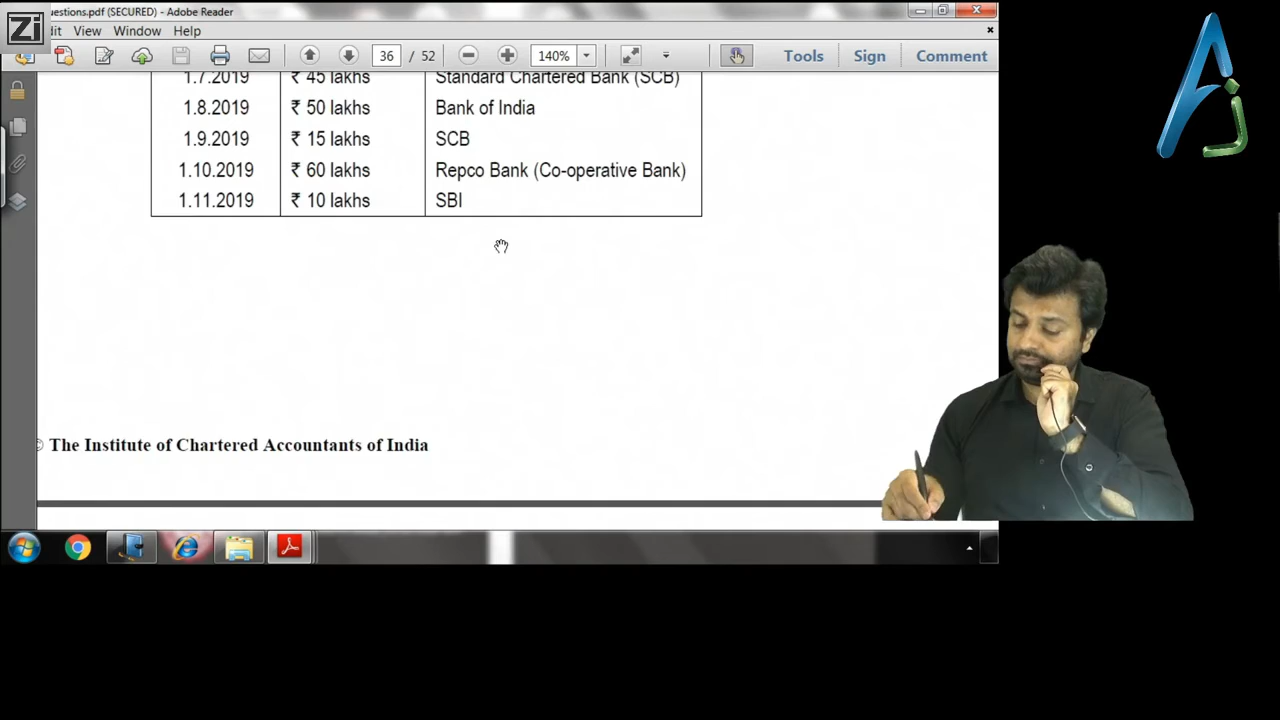 Zi
uestions.pdf (SECURED) - Adobe Reader
dit View Window Help
36 / 52 140% Tools Sign Comment
1.7.2019 ₹ 45 lakhs Standard Chartered Bank (SCB)
1.8.2019 ₹ 50 lakhs Bank of India
1.9.2019 ₹ 15 lakhs SCB
1.10.2019 ₹ 60 lakhs Repco Bank (Co-operative Bank)
1.11.2019 ₹ 10 lakhs SBI
© The Institute of Chartered Accountants of India